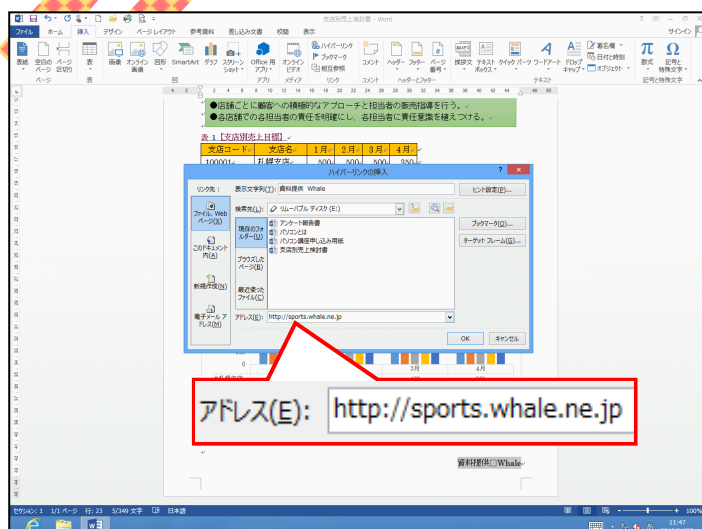 支店別売上検討書 - Word
サインイン
ファイル ホーム 挿入 デザイン ページ レイアウト 参考資料 差し込み文書 校閲 表示
表紙 空白のページ ページ区切り 表 画像 オンライン画像 図形 SmartArt グラフ スクリーンショット Office 用アプリ オンラインビデオ ハイパーリンク ブックマーク 相互参照 コメント ヘッダー フッター ページ番号 挨拶文 テキストボックス クイック パーツ ワードアート ドロップキャップ 署名欄 日付と時刻 オブジェクト 数式 記号と特殊文字
ページ 表 図 アプリ メディア リンク コメント ヘッダーとフッター テキスト 記号と特殊文字
●店舗ごとに顧客への積極的なアプローチと担当者の販売指導を行う。
●各店舗での各担当者の責任を明確にし、各担当者に責任意識を植えつける。
表 1【支店別売上目標】
支店コード 支店名 1月 2月 3月 4月
100001 札幌支店 500 500 500 350
ハイパーリンクの挿入
リンク先: 表示文字列(T): 資料提供 Whale ヒント設定(P)...
ファイル、Web ページ(X) 検索先(L): リムーバブル ディスク (E:)
現在のフォルダー(U) アンケート報告書 ブックマーク(O)...
パソコンとは
このドキュメント内(A) パソコン講座申し込み用紙 ターゲット フレーム(G)...
支店別売上検討書
ブラウズしたページ(B)
新規作成(N) 最近使ったファイル(C)
電子メール アドレス(M) アドレス(E): http://sports.whale.ne.jp
OK キャンセル
0
3月 4月
アドレス(E): http://sports.whale.ne.jp
資料提供□Whale
セクション: 1 1/1 ページ 行: 23 5/349 文字 日本語 100%
11:47